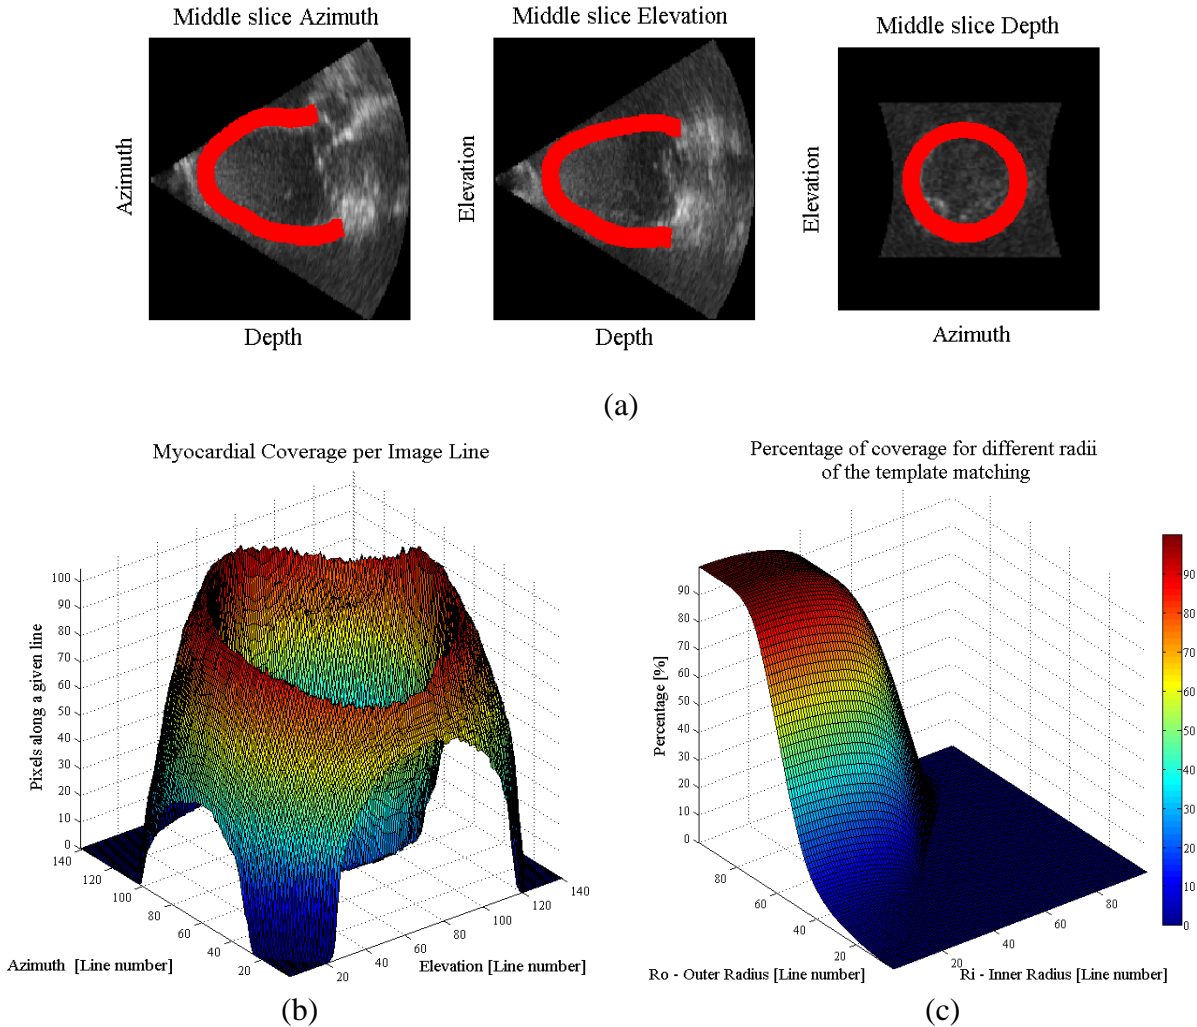 Middle slice Azimuth
Middle slice Elevation
Middle slice Depth
Azimuth
Elevation
Elevation
Depth
Depth
Azimuth
(a)
Myocardial Coverage per Image Line
Percentage of coverage for different radii
of the template matching
Pixels along a given line
100
90
80
70
60
50
40
30
20
10
0
140
120
100
80
60
40
20
20
40
60
80
100
120
140
Azimuth [Line number]
Elevation [Line number]
(b)
Percentage [%]
90
80
70
60
50
40
30
20
10
0
80
60
40
20
20
40
60
80
Ro - Outer Radius [Line number]
Ri - Inner Radius [Line number]
90
80
70
60
50
40
30
20
10
0
(c)